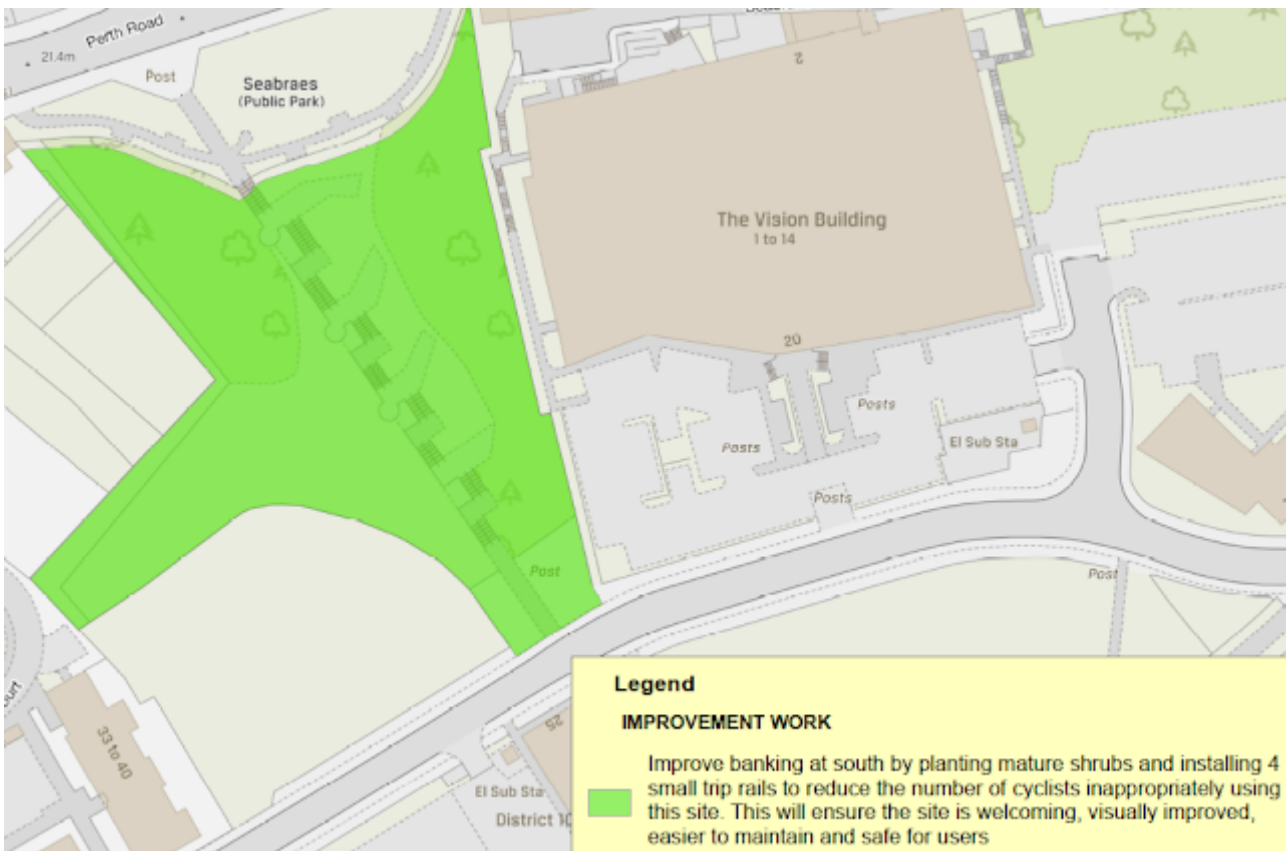 Perth Road
21.4m
Post
Seabraes
(Public Park)
2
The Vision Building
1 to 14
20
Posts
Posts
El Sub Sta
Posts
Post
Post
33 to 40
25
El Sub Sta
District 10
Legend
IMPROVEMENT WORK
Improve banking at south by planting mature shrubs and installing 4
small trip rails to reduce the number of cyclists inappropriately using
this site. This will ensure the site is welcoming, visually improved,
easier to maintain and safe for users